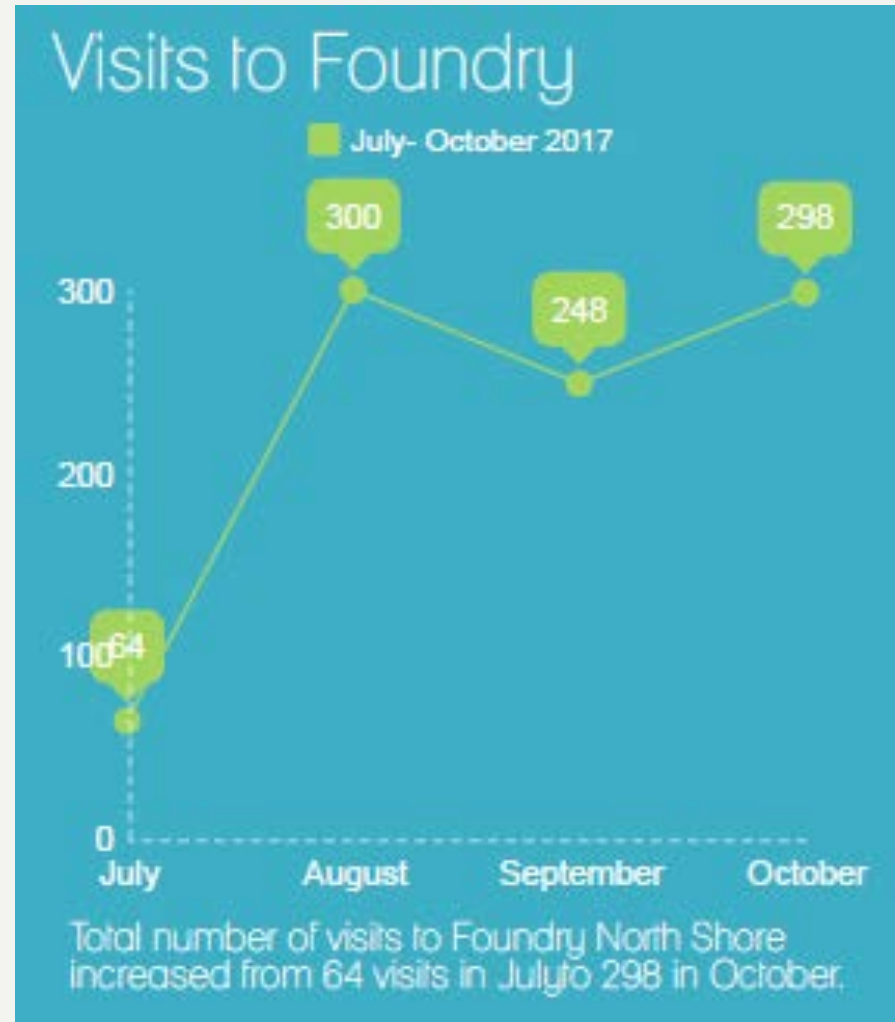 Visits to Foundry
July- October 2017
300
298
248
300
200
100
64
0
July August September October
Total number of visits to Foundry North Shore
increased from 64 visits in Julyto 298 in October.